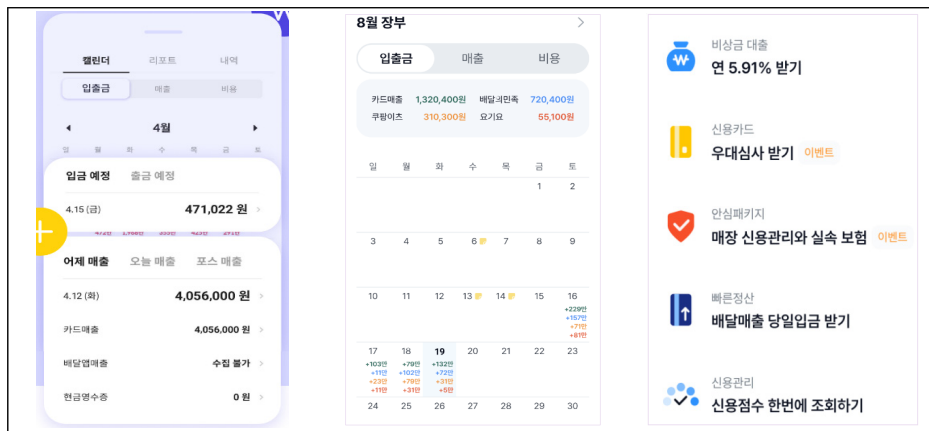 캘린더 리포트 내역
입출금 매출 비용
4월
일 월 화 수 목 금 토
입금 예정 출금 예정
4.15 (금) 471,022 원
어제 매출 오늘 매출 포스 매출
4.12 (화) 4,056,000 원
카드매출 4,056,000 원
배달앱매출 수집 불가
현금영수증 0 원
8월 장부
입출금 매출 비용
카드매출 1,320,400원 배달의민족 720,400원
쿠팡이츠 310,300원 요기요 55,100원
일 월 화 수 목 금 토
1 2
3 4 5 6 7 8 9
10 11 12 13 14 15 16
+229만
+157만
+71만
+81만
17 18 19 20 21 22 23
+103만 +79만 +132만
+11만 +102만 +72만
+23만 +79만 +31만
+11만 +31만 +5만
24 25 26 27 28 29 30
비상금 대출
연 5.91% 받기
신용카드
우대심사 받기 이벤트
안심패키지
매장 신용관리와 실속 보험 이벤트
빠른정산
배달매출 당일입금 받기
신용관리
신용점수 한번에 조회하기